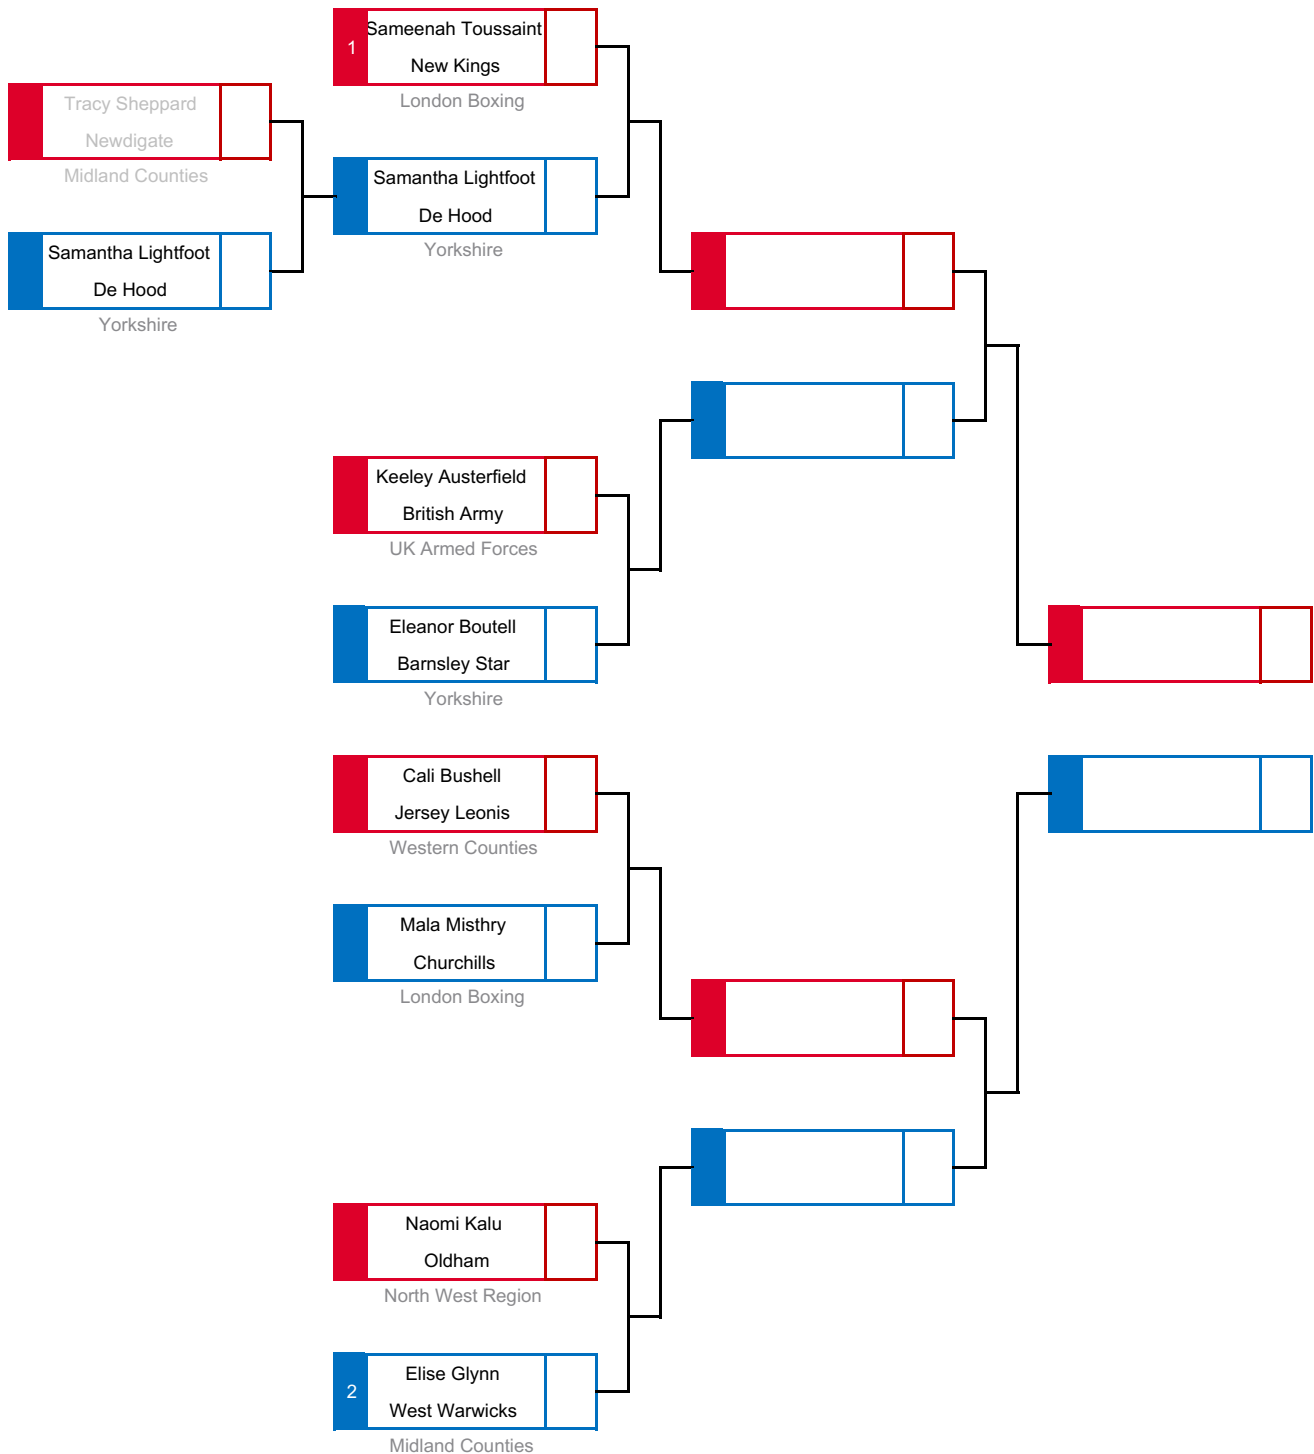 1
Sameenah Toussaint
New Kings
London Boxing
Tracy Sheppard
Newdigate
Midland Counties
Samantha Lightfoot
De Hood
Yorkshire
Samantha Lightfoot
De Hood
Yorkshire
Keeley Austerfield
British Army
UK Armed Forces
Eleanor Boutell
Barnsley Star
Yorkshire
Cali Bushell
Jersey Leonis
Western Counties
Mala Misthry
Churchills
London Boxing
Naomi Kalu
Oldham
North West Region
2
Elise Glynn
West Warwicks
Midland Counties